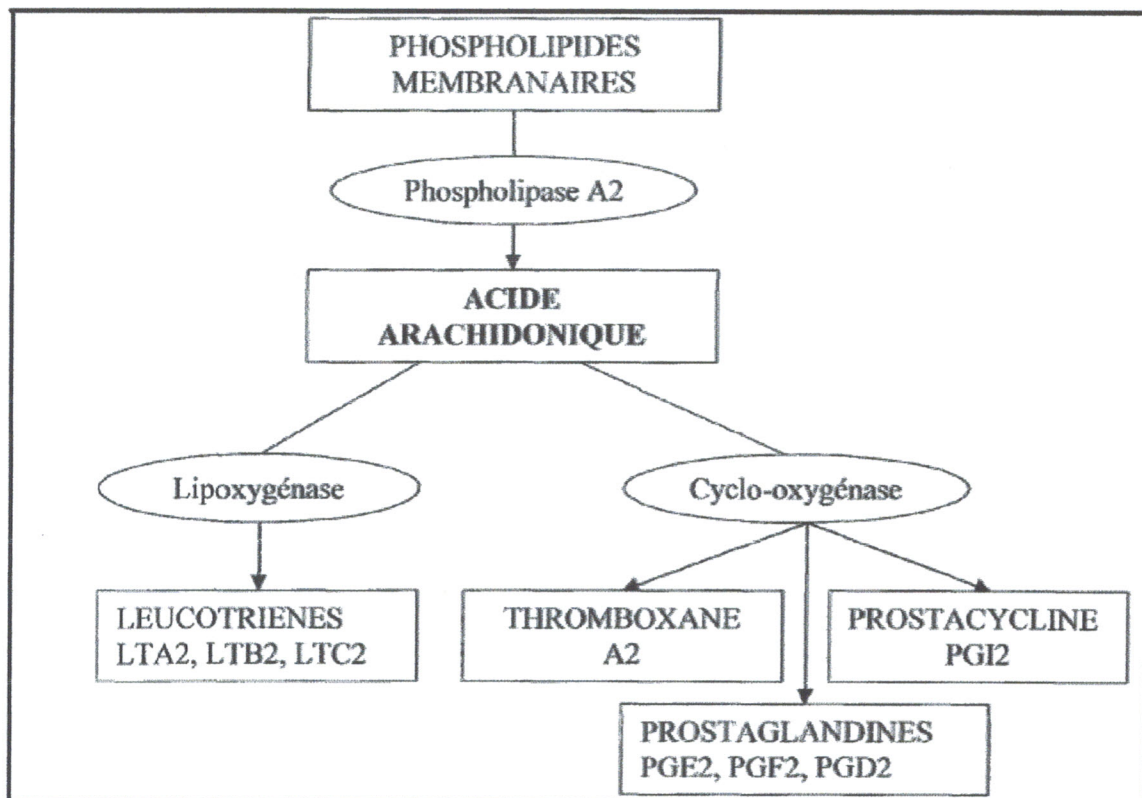 PHOSPHOLIPIDES
MEMBRANAIRES
Phospholipase A2
ACIDE
ARACHIDONIQUE
Lipoxygénase
Cyclo-oxygénase
LEUCOTRIENES
LTA2, LTB2, LTC2
THROMBOXANE
A2
PROSTACYCLINE
PGI2
PROSTAGLANDINES
PGE2, PGF2, PGD2